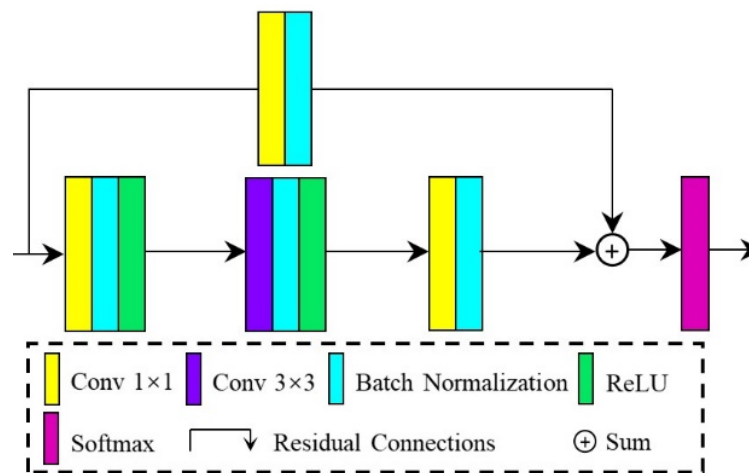 Conv 1×1 Conv 3×3 Batch Normalization ReLU
Softmax Residual Connections Sum